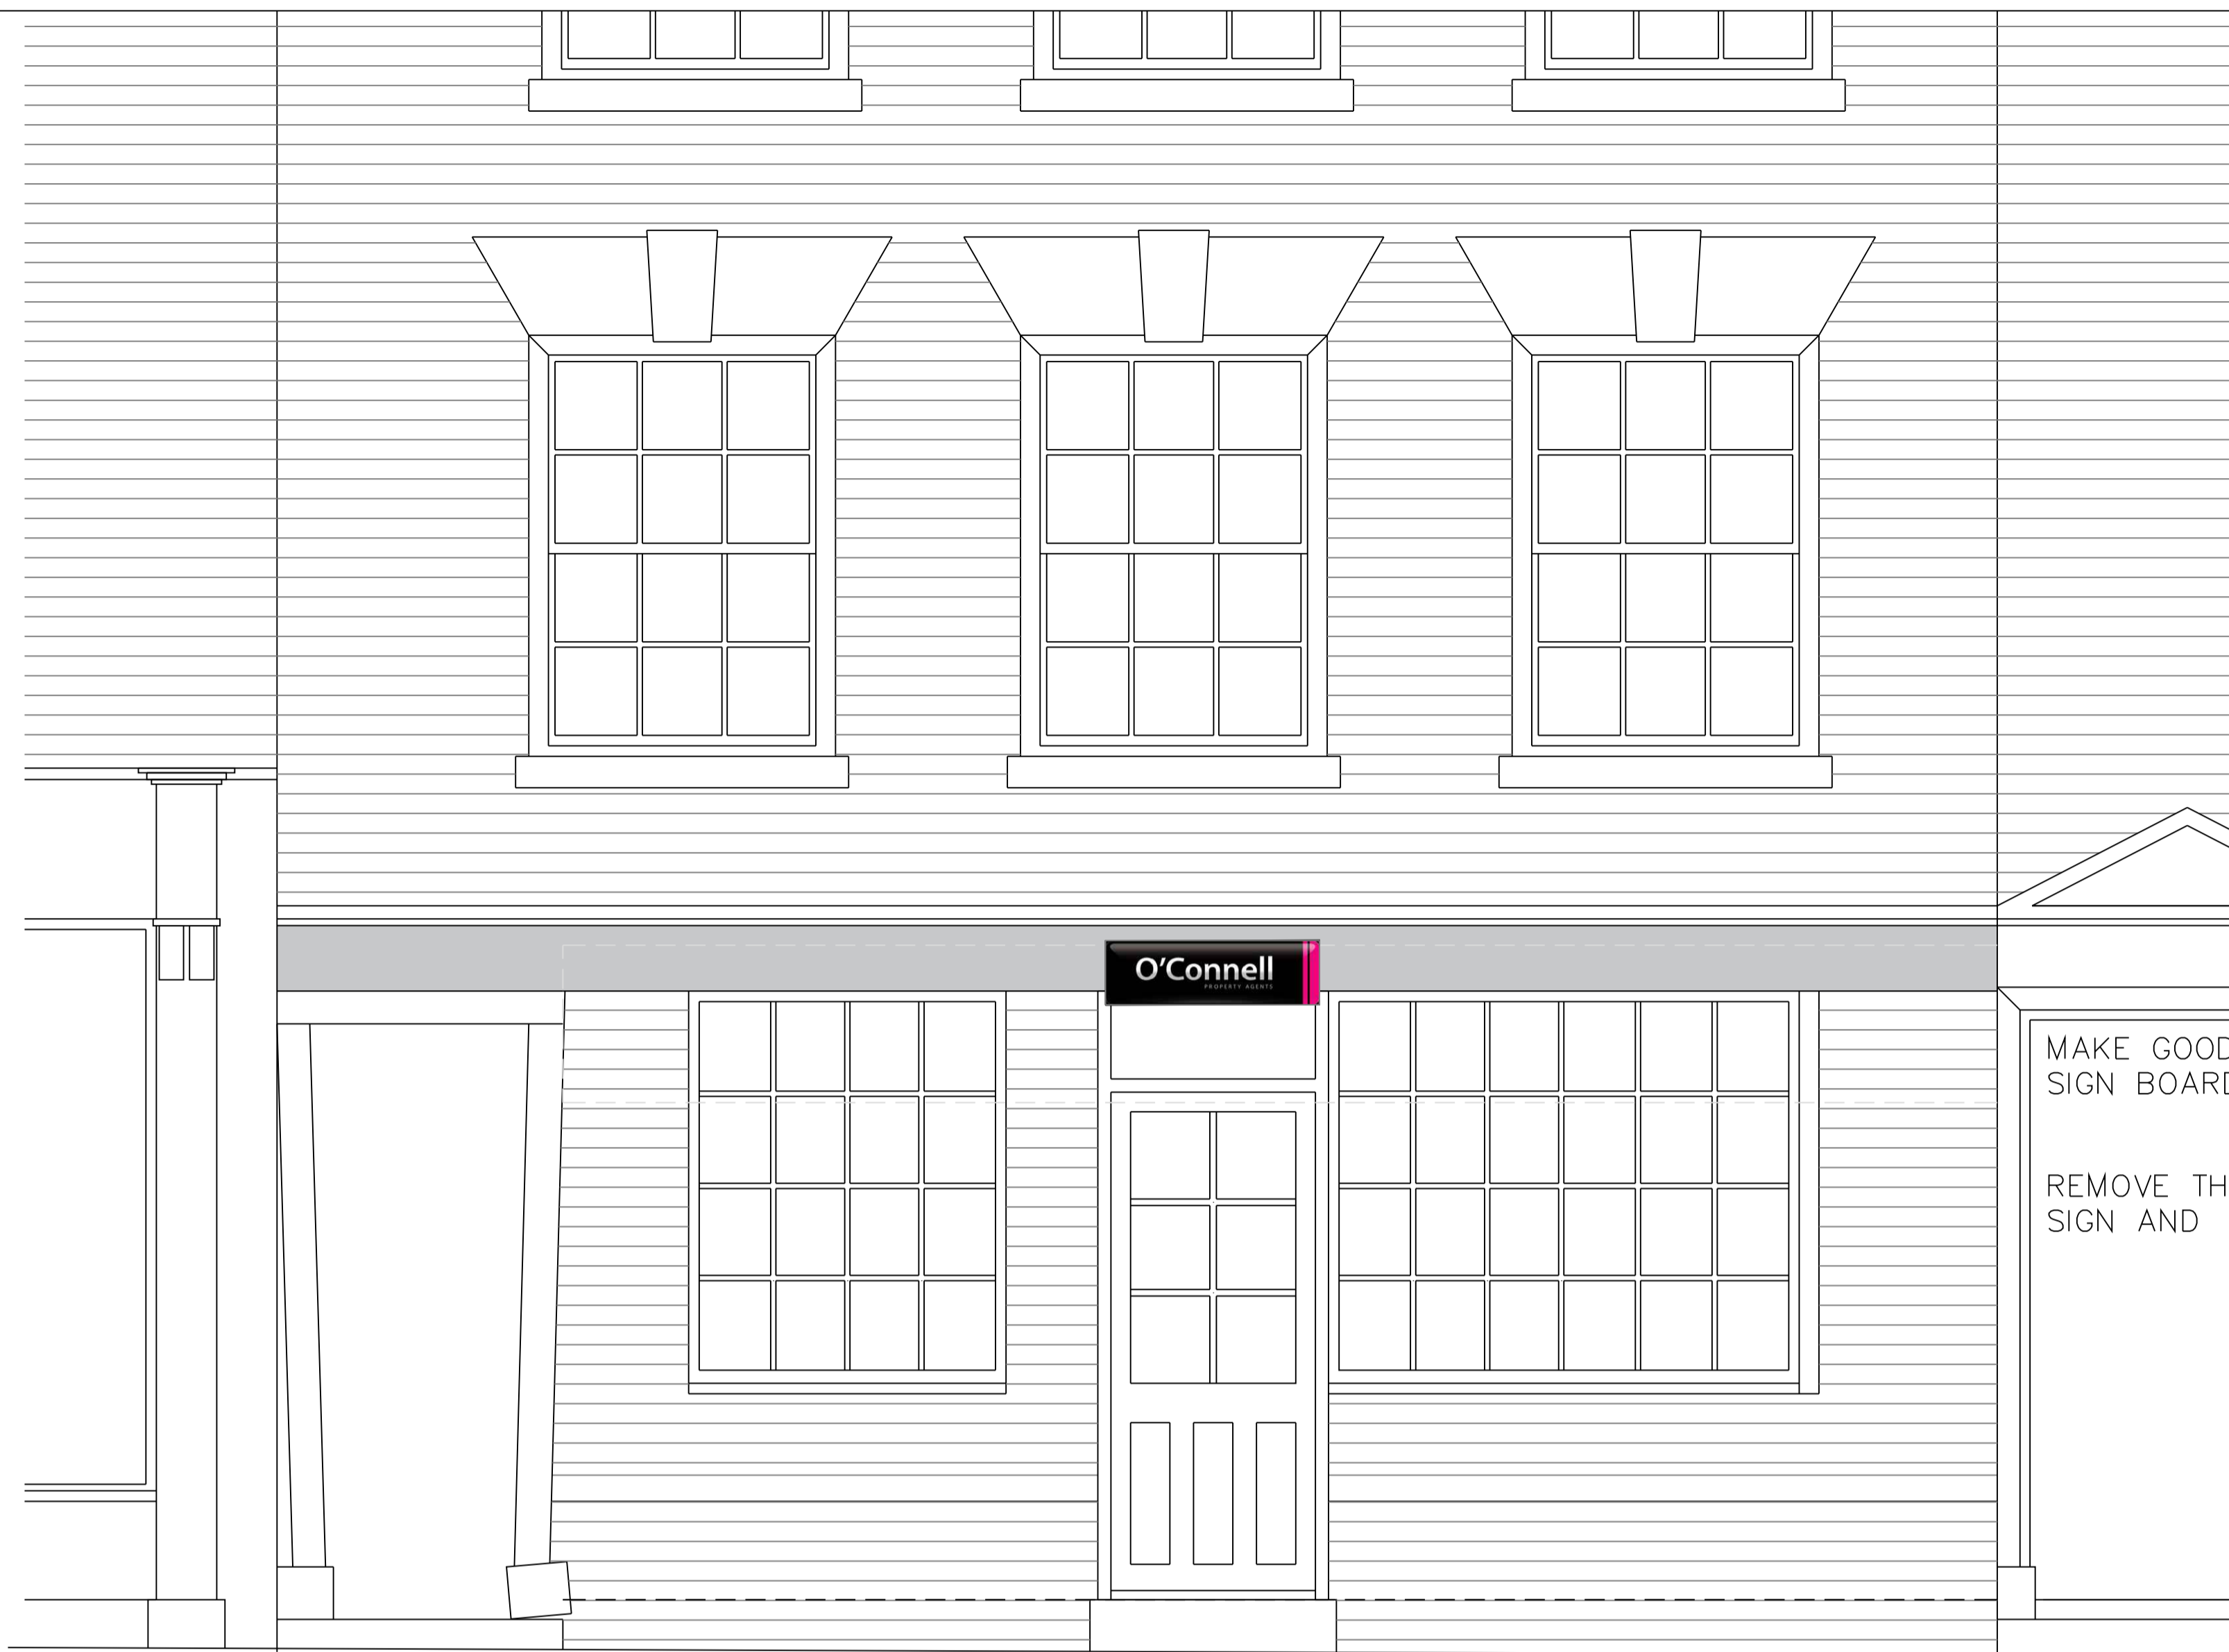 O'Connell
PROPERTY AGENTS
MAKE GOOD
SIGN BOARD
REMOVE TH
SIGN AND